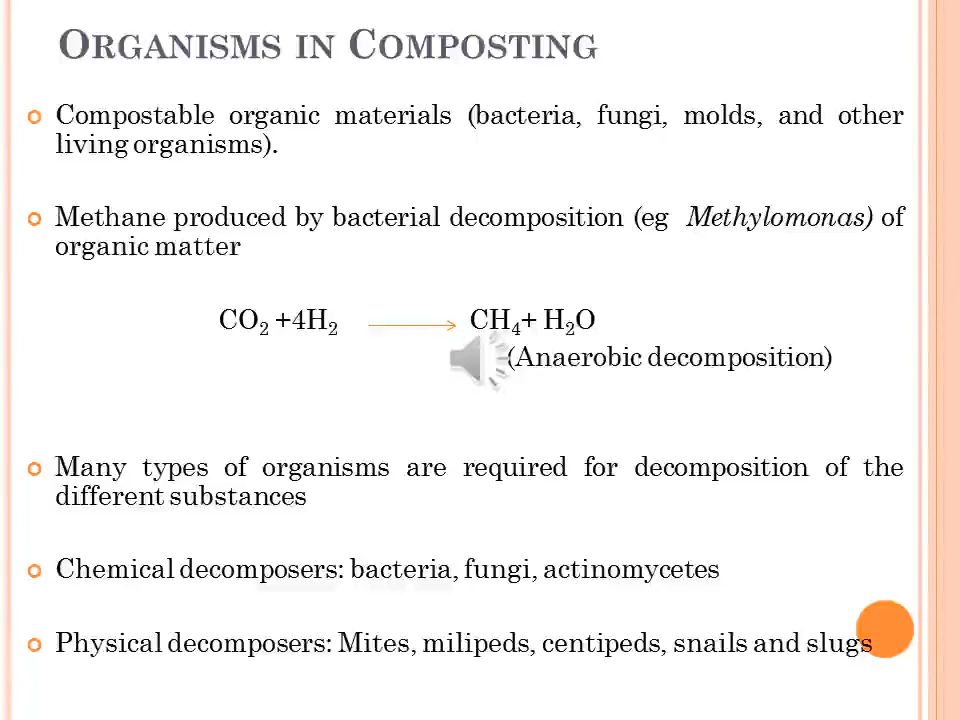 ORGANISMS IN COMPOSTING
Compostable organic materials (bacteria, fungi, molds, and other
living organisms).
Methane produced by bacterial decomposition (eg Methylomonas) of
organic matter
CO₂ +4H₂ → CH₄+ H₂O
(Anaerobic decomposition)
Many types of organisms are required for decomposition of the
different substances
Chemical decomposers: bacteria, fungi, actinomycetes
Physical decomposers: Mites, milipeds, centipeds, snails and slugs